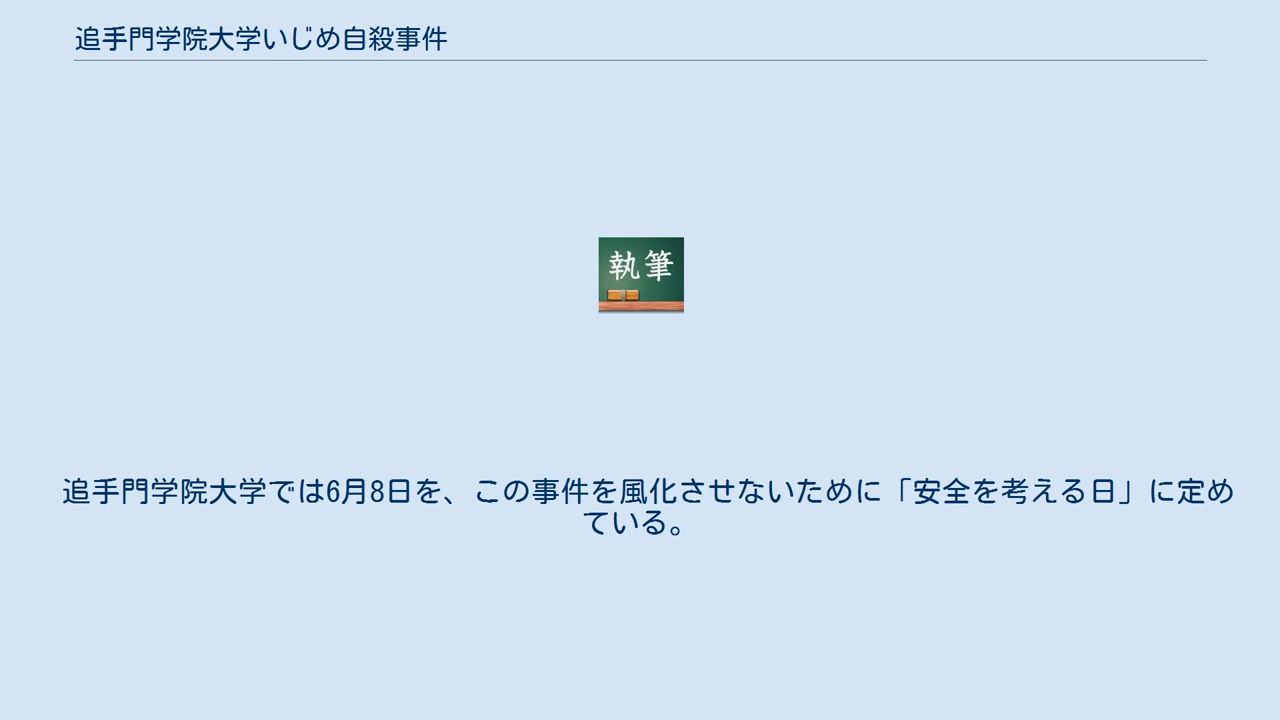 追手門学院大学いじめ自殺事件
執筆
追手門学院大学では6月8日を、この事件を風化させないために「安全を考える日」に定め
ている。